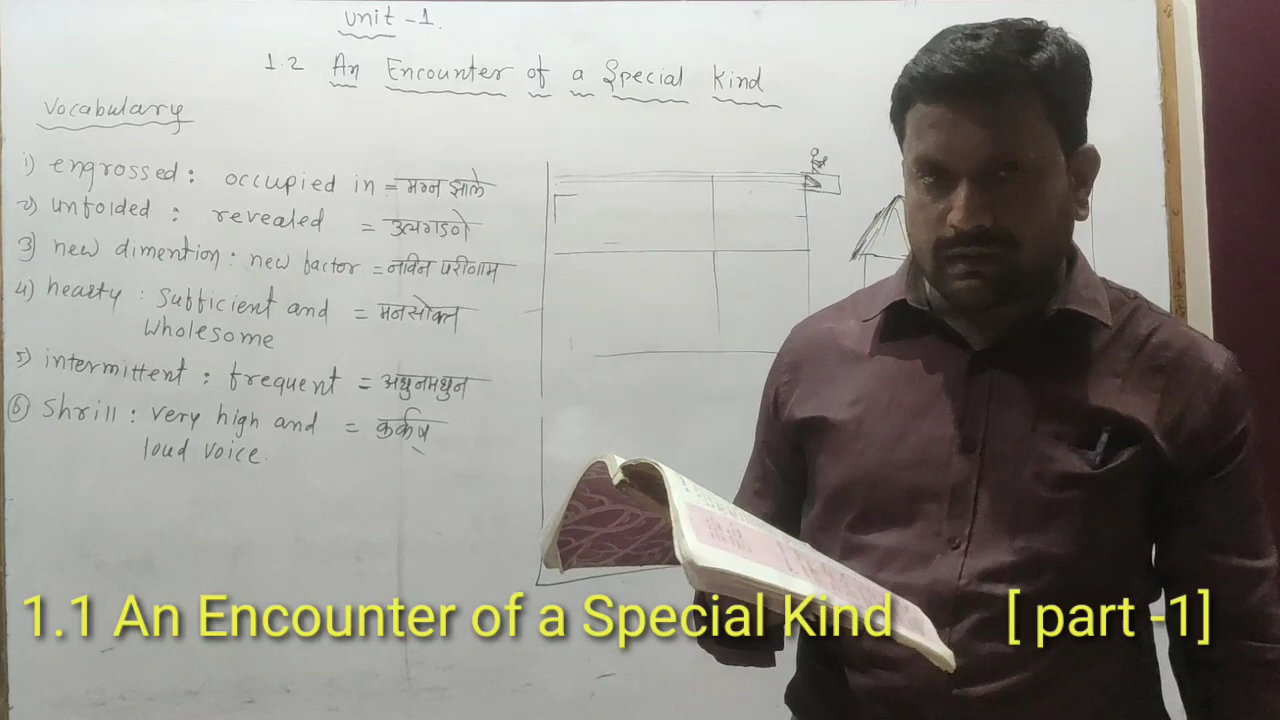 Unit -1.
1.2 An Encounter of a Special Kind
Vocabulary
1) engrossed : occupied in = मग्न झाले
2) unfolded : revealed = उलगडणे
3) new dimention : new factor = नविन परीणाम
4) hearty : Sufficient and = मनसोक्त
wholesome
5) intermittent : frequent = अधुनमधुन
6) Shrill : very high and = कर्कष
loud voice.
1.1 An Encounter of a Special Kind [ part -1]